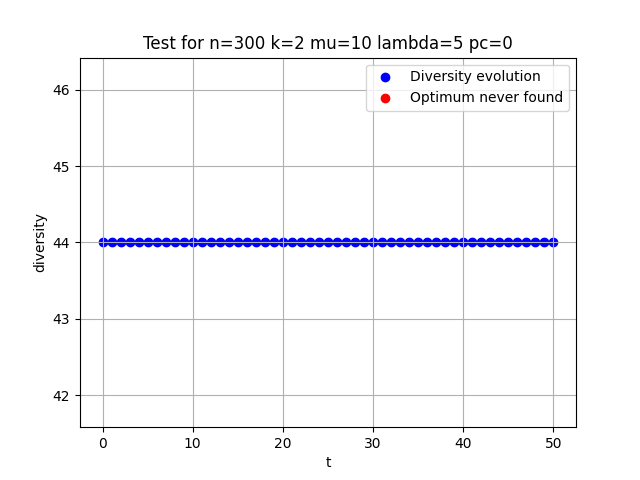 Test for n=300 k=2 mu=10 lambda=5 pc=0
Diversity evolution
Optimum never found
46
45
44
43
42
diversity
0 10 20 30 40 50
t